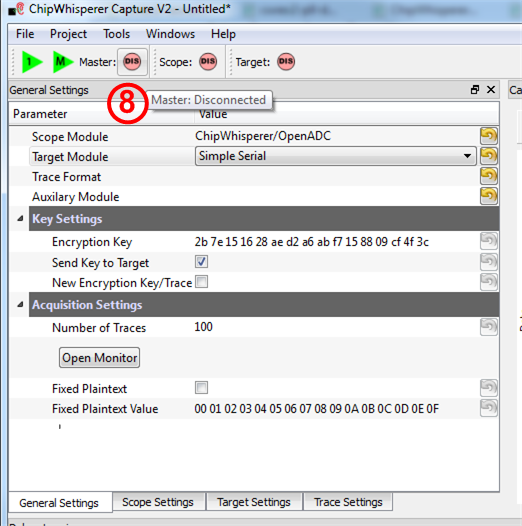 ChipWhisperer Capture V2 - Untitled*
File Project Tools Windows Help
1 M Master: DIS Scope: DIS Target: DIS
General Settings
8 Master: Disconnected
Parameter Value
Scope Module ChipWhisperer/OpenADC
Target Module Simple Serial
Trace Format
Auxilary Module
Key Settings
Encryption Key 2b 7e 15 16 28 ae d2 a6 ab f7 15 88 09 cf 4f 3c
Send Key to Target
New Encryption Key/Trace
Acquisition Settings
Number of Traces 100
Open Monitor
Fixed Plaintext
Fixed Plaintext Value 00 01 02 03 04 05 06 07 08 09 0A 0B 0C 0D 0E 0F
General Settings Scope Settings Target Settings Trace Settings